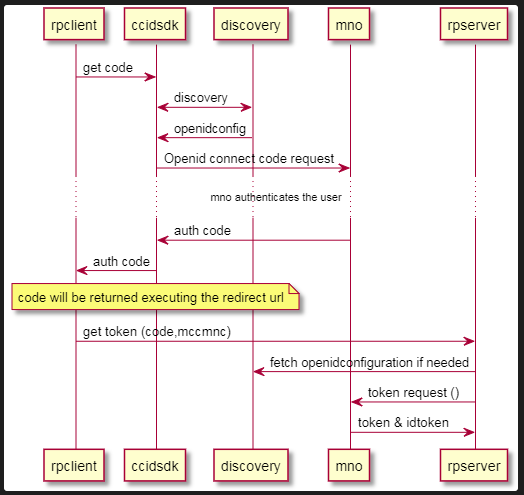 rpclient ccidsdk discovery mno rpserver
get code
discovery
openidconfig
Openid connect code request
mno authenticates the user
auth code
auth code
code will be returned executing the redirect url
get token (code,mccmnc)
fetch openidconfiguration if needed
token request ()
token & idtoken
rpclient ccidsdk discovery mno rpserver